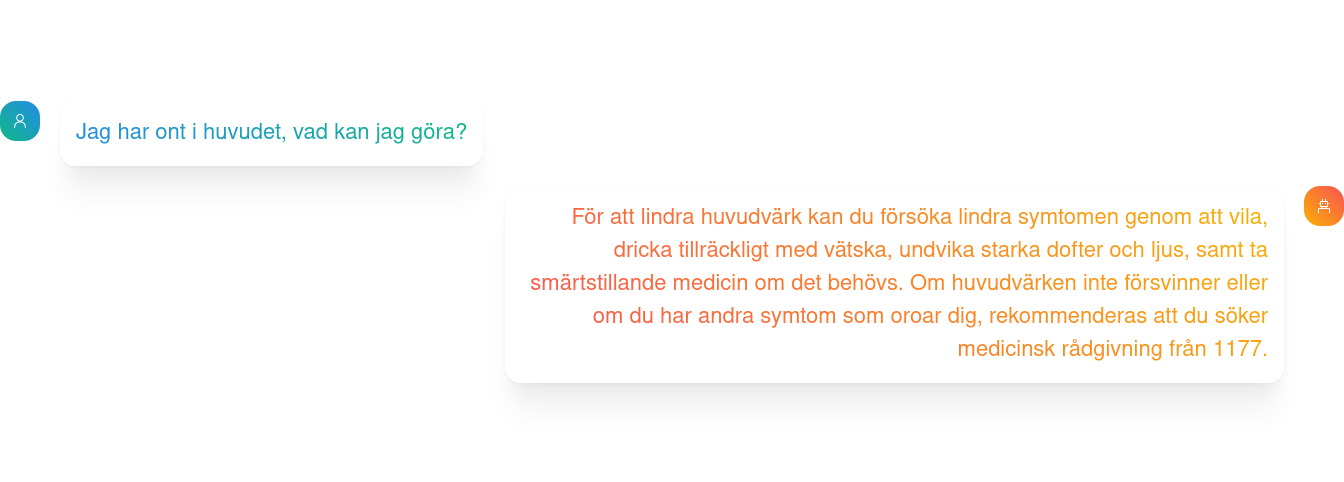 Jag har ont i huvudet, vad kan jag göra?
För att lindra huvudvärk kan du försöka lindra symtomen genom att vila,
dricka tillräckligt med vätska, undvika starka dofter och ljus, samt ta
smärtstillande medicin om det behövs. Om huvudvärken inte försvinner eller
om du har andra symtom som oroar dig, rekommenderas att du söker
medicinsk rådgivning från 1177.